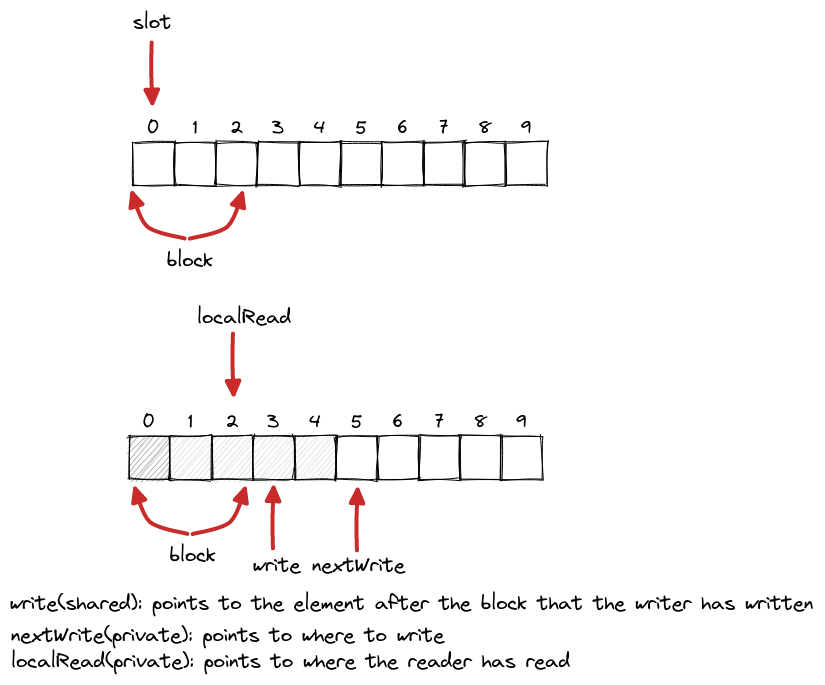 slot
0 1 2 3 4 5 6 7 8 9
block
localRead
0 1 2 3 4 5 6 7 8 9
block
write nextWrite
write(shared): points to the element after the block that the writer has written
nextWrite(private): points to where to write
localRead(private): points to where the reader has read